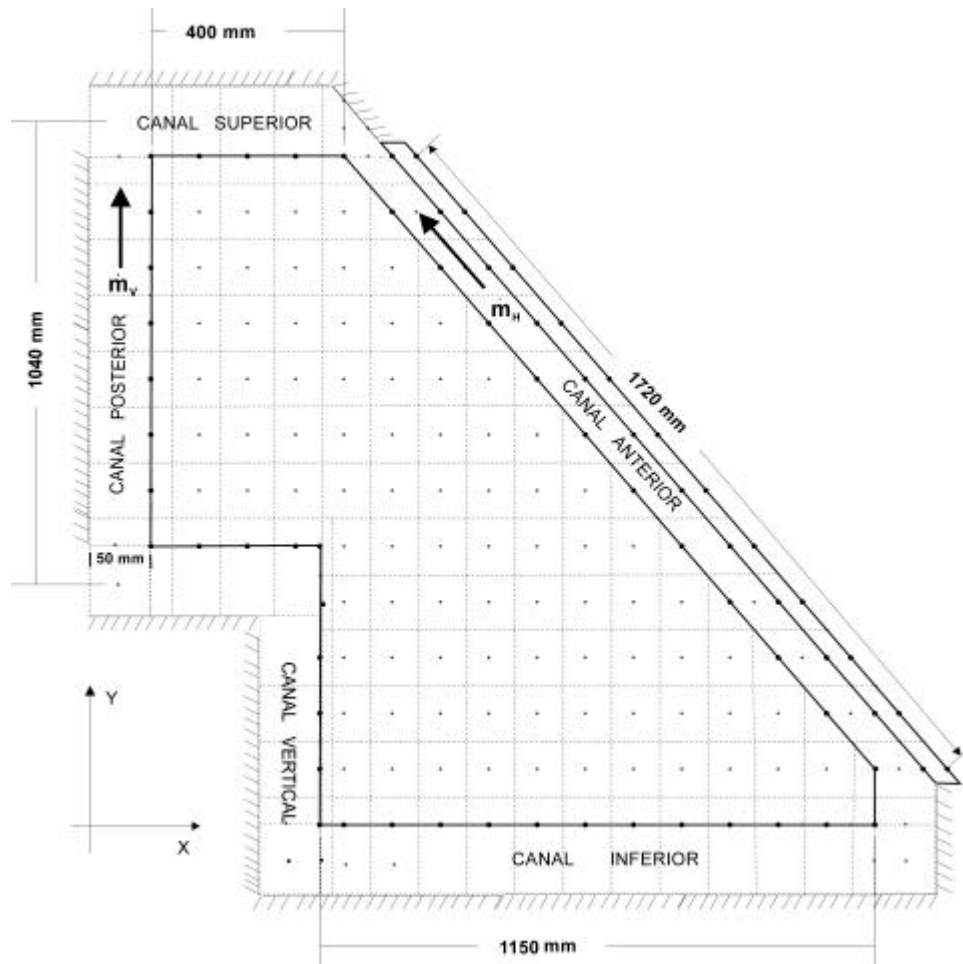 400 mm
CANAL SUPERIOR
ṁv
1040 mm
CANAL POSTERIOR
ṁH
1720 mm
CANAL ANTERIOR
50 mm
CANAL VERTICAL
Y
X
CANAL INFERIOR
1150 mm